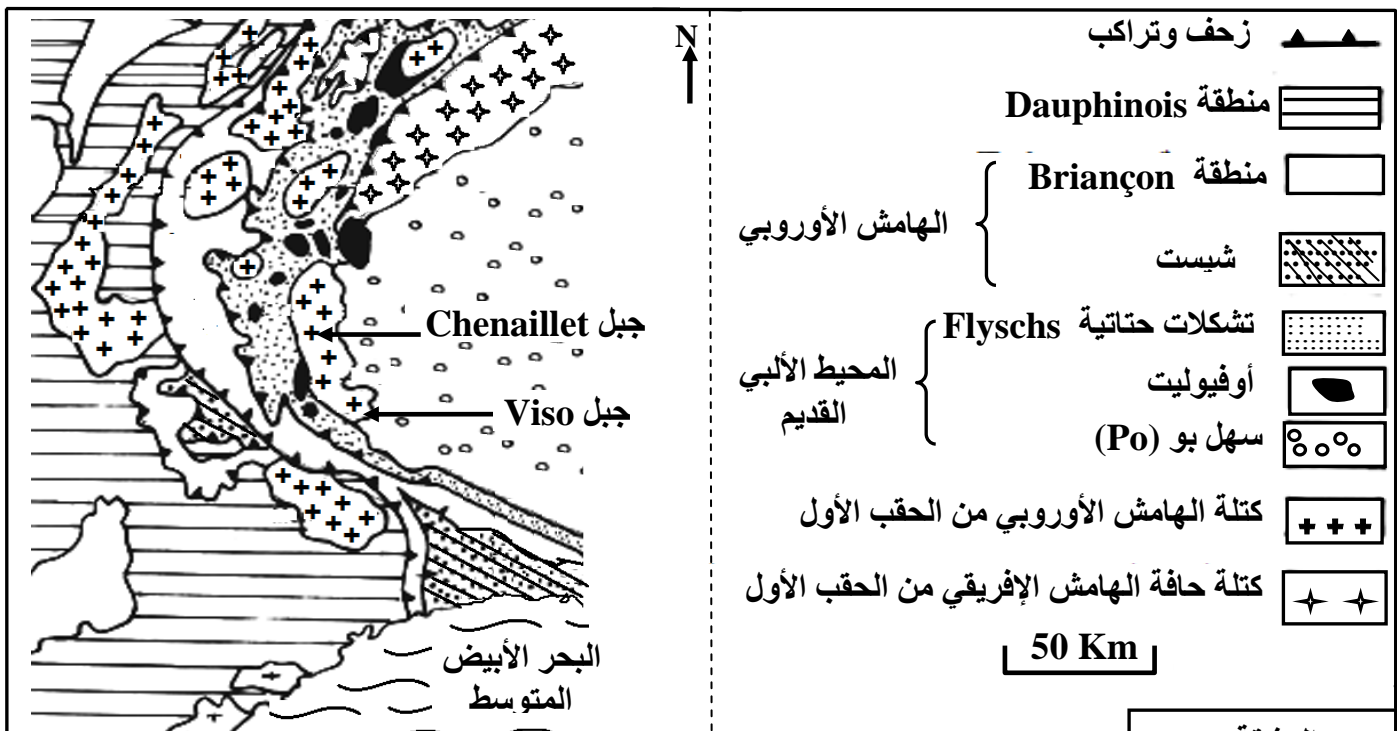 N
جبل Chenaillet
جبل Viso
البحر الأبيض
المتوسط
زحف وتراكب
منطقة Dauphinois
منطقة Briançon
الهامش الأوروبي
شيست
تشكلات حتاتية Flyschs
المحيط الألبي
القديم
أوفيوليت
سهل بو (Po)
كتلة الهامش الأوروبي من الحقب الأول
كتلة حافة الهامش الإفريقي من الحقب الأول
50 Km